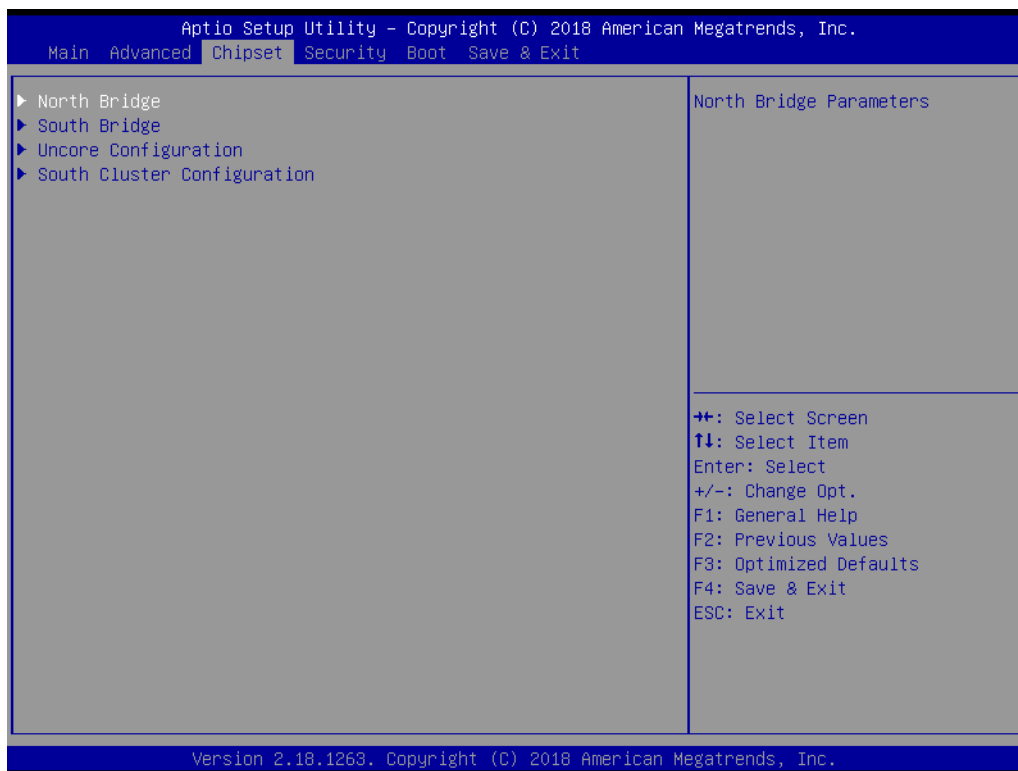 Aptio Setup Utility – Copyright (C) 2018 American Megatrends, Inc.
Main Advanced Chipset Security Boot Save & Exit
▶ North Bridge
▶ South Bridge
▶ Uncore Configuration
▶ South Cluster Configuration
North Bridge Parameters
→←: Select Screen
↑↓: Select Item
Enter: Select
+/-: Change Opt.
F1: General Help
F2: Previous Values
F3: Optimized Defaults
F4: Save & Exit
ESC: Exit
Version 2.18.1263. Copyright (C) 2018 American Megatrends, Inc.